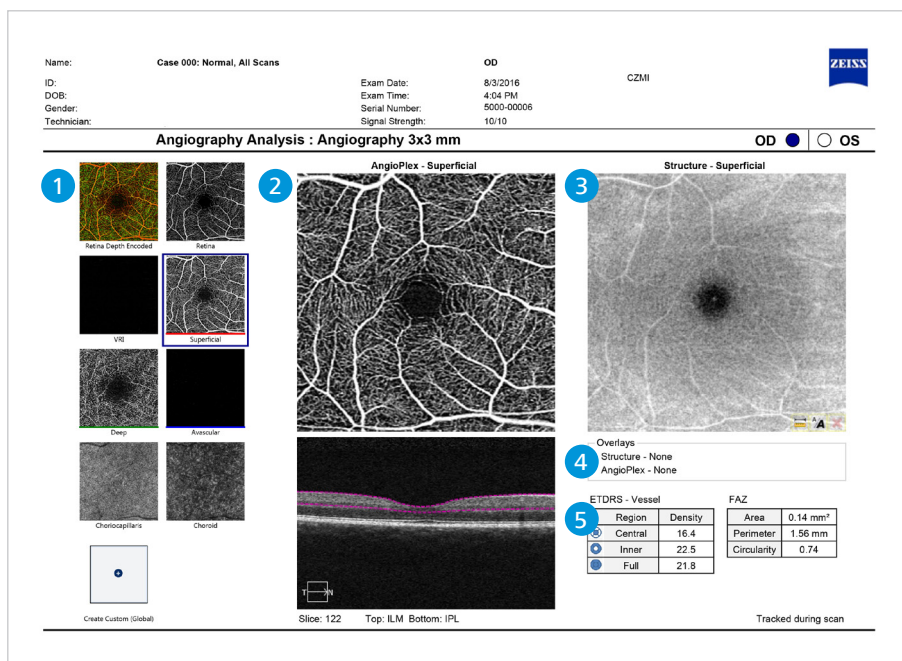 Name: Case 000: Normal, All Scans OD
ZEISS
ID: Exam Date: 8/3/2016 CZMI
DOB: Exam Time: 4:04 PM
Gender: Serial Number: 5000-00006
Technician: Signal Strength: 10/10
Angiography Analysis : Angiography 3x3 mm OD OS
1
Retina Depth Encoded Retina
VRI Superficial
Deep Avascular
Choriocapillaris Choroid
Create Custom (Global)
2
AngioPlex - Superficial
T N
Slice: 122 Top: ILM Bottom: IPL
3
Structure - Superficial
A A
4
Overlays
Structure - None
AngioPlex - None
5
ETDRS - Vessel
Region Density
Central 16.4
Inner 22.5
Full 21.8
FAZ
Area 0.14 mm²
Perimeter 1.56 mm
Circularity 0.74
Tracked during scan